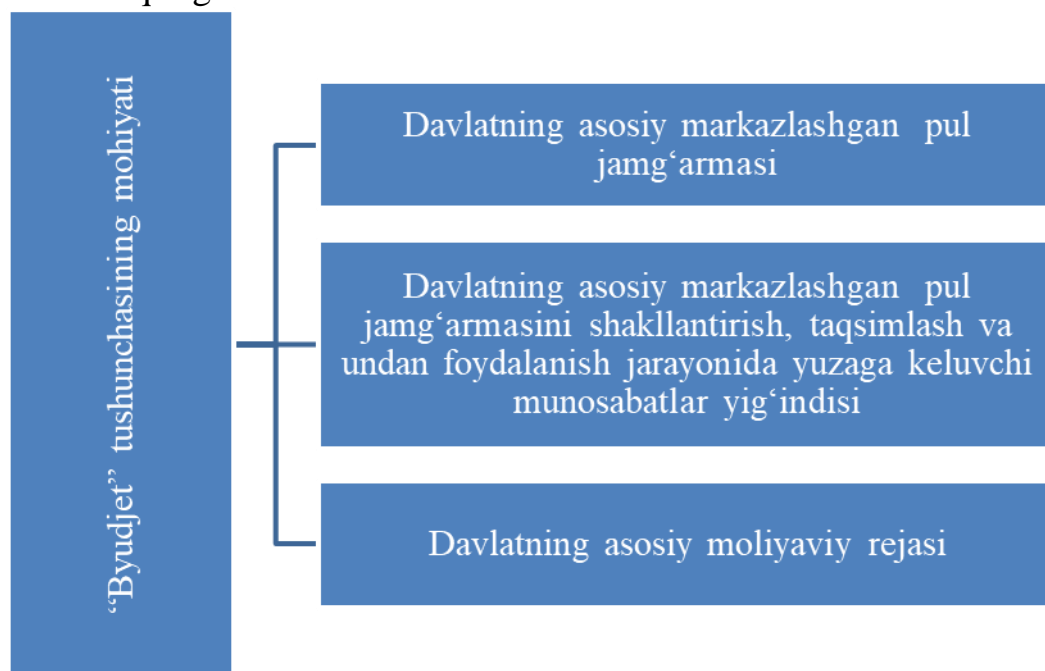 “Byudjet” tushunchasining mohiyati
Davlatning asosiy markazlashgan pul
jamg‘armasi
Davlatning asosiy markazlashgan pul
jamg‘armasini shakllantirish, taqsimlash va
undan foydalanish jarayonida yuzaga keluvchi
munosabatlar yig‘indisi
Davlatning asosiy moliyaviy rejasi